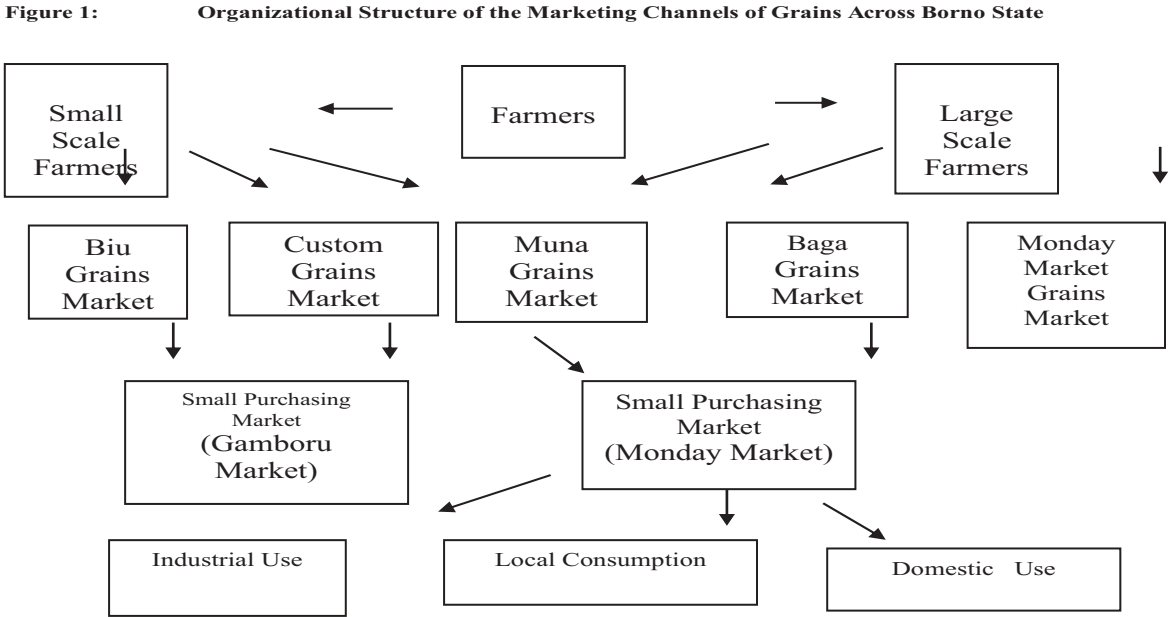 Figure 1: Organizational Structure of the Marketing Channels of Grains Across Borno State
Small
Scale
Farmers
Farmers
Large
Scale
Farmers
Biu
Grains
Market
Custom
Grains
Market
Muna
Grains
Market
Baga
Grains
Market
Monday
Market
Grains
Market
Small Purchasing
Market
(Gamboru
Market)
Small Purchasing
Market
(Monday Market)
Industrial Use
Local Consumption
Domestic Use